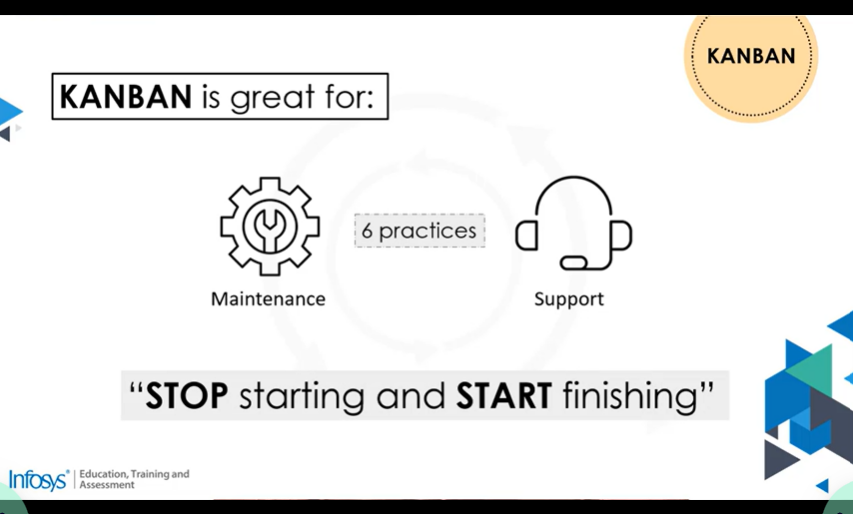 KANBAN
KANBAN is great for:
6 practices
Maintenance
Support
“STOP starting and START finishing”
Infosys® | Education, Training and
Assessment